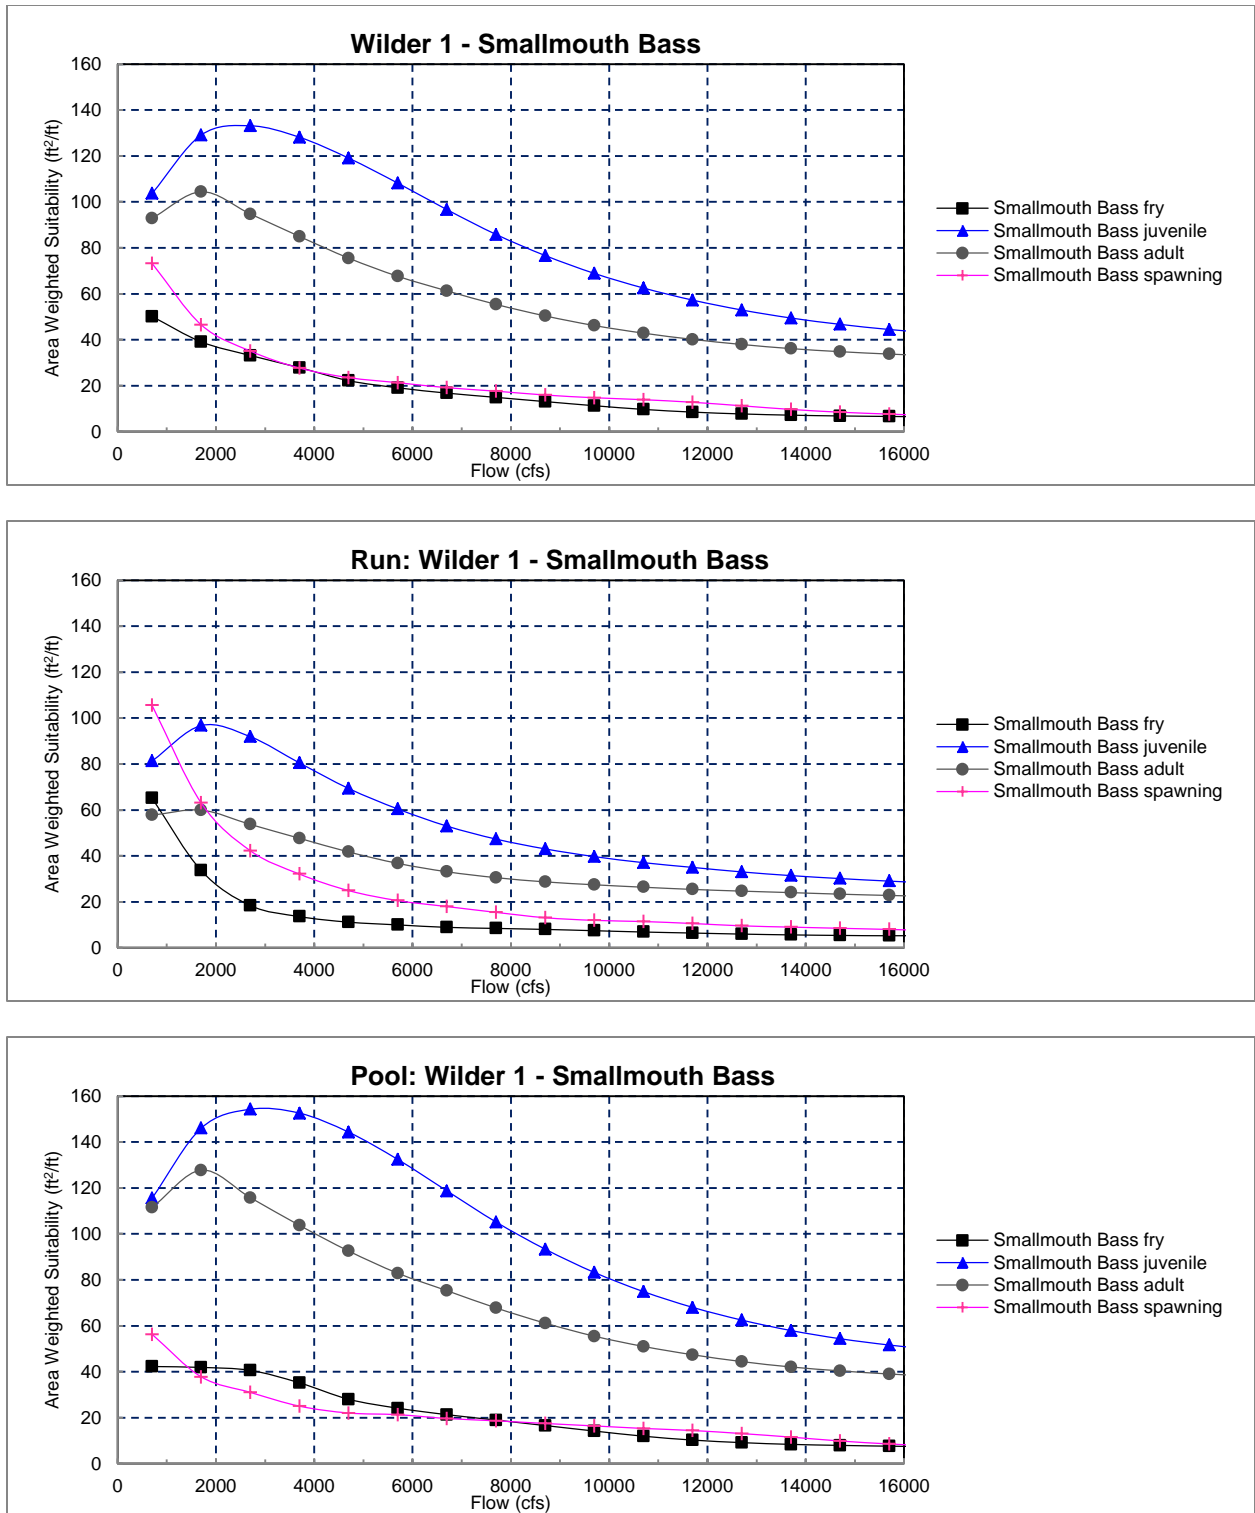 Wilder 1 - Smallmouth Bass
Area Weighted Suitability (ft²/ft)
160
140
120
100
80
60
40
20
0
0 2000 4000 6000 8000 10000 12000 14000 16000
Flow (cfs)
Smallmouth Bass fry
Smallmouth Bass juvenile
Smallmouth Bass adult
Smallmouth Bass spawning
Run: Wilder 1 - Smallmouth Bass
Area Weighted Suitability (ft²/ft)
160
140
120
100
80
60
40
20
0
0 2000 4000 6000 8000 10000 12000 14000 16000
Flow (cfs)
Smallmouth Bass fry
Smallmouth Bass juvenile
Smallmouth Bass adult
Smallmouth Bass spawning
Pool: Wilder 1 - Smallmouth Bass
Area Weighted Suitability (ft²/ft)
160
140
120
100
80
60
40
20
0
0 2000 4000 6000 8000 10000 12000 14000 16000
Flow (cfs)
Smallmouth Bass fry
Smallmouth Bass juvenile
Smallmouth Bass adult
Smallmouth Bass spawning